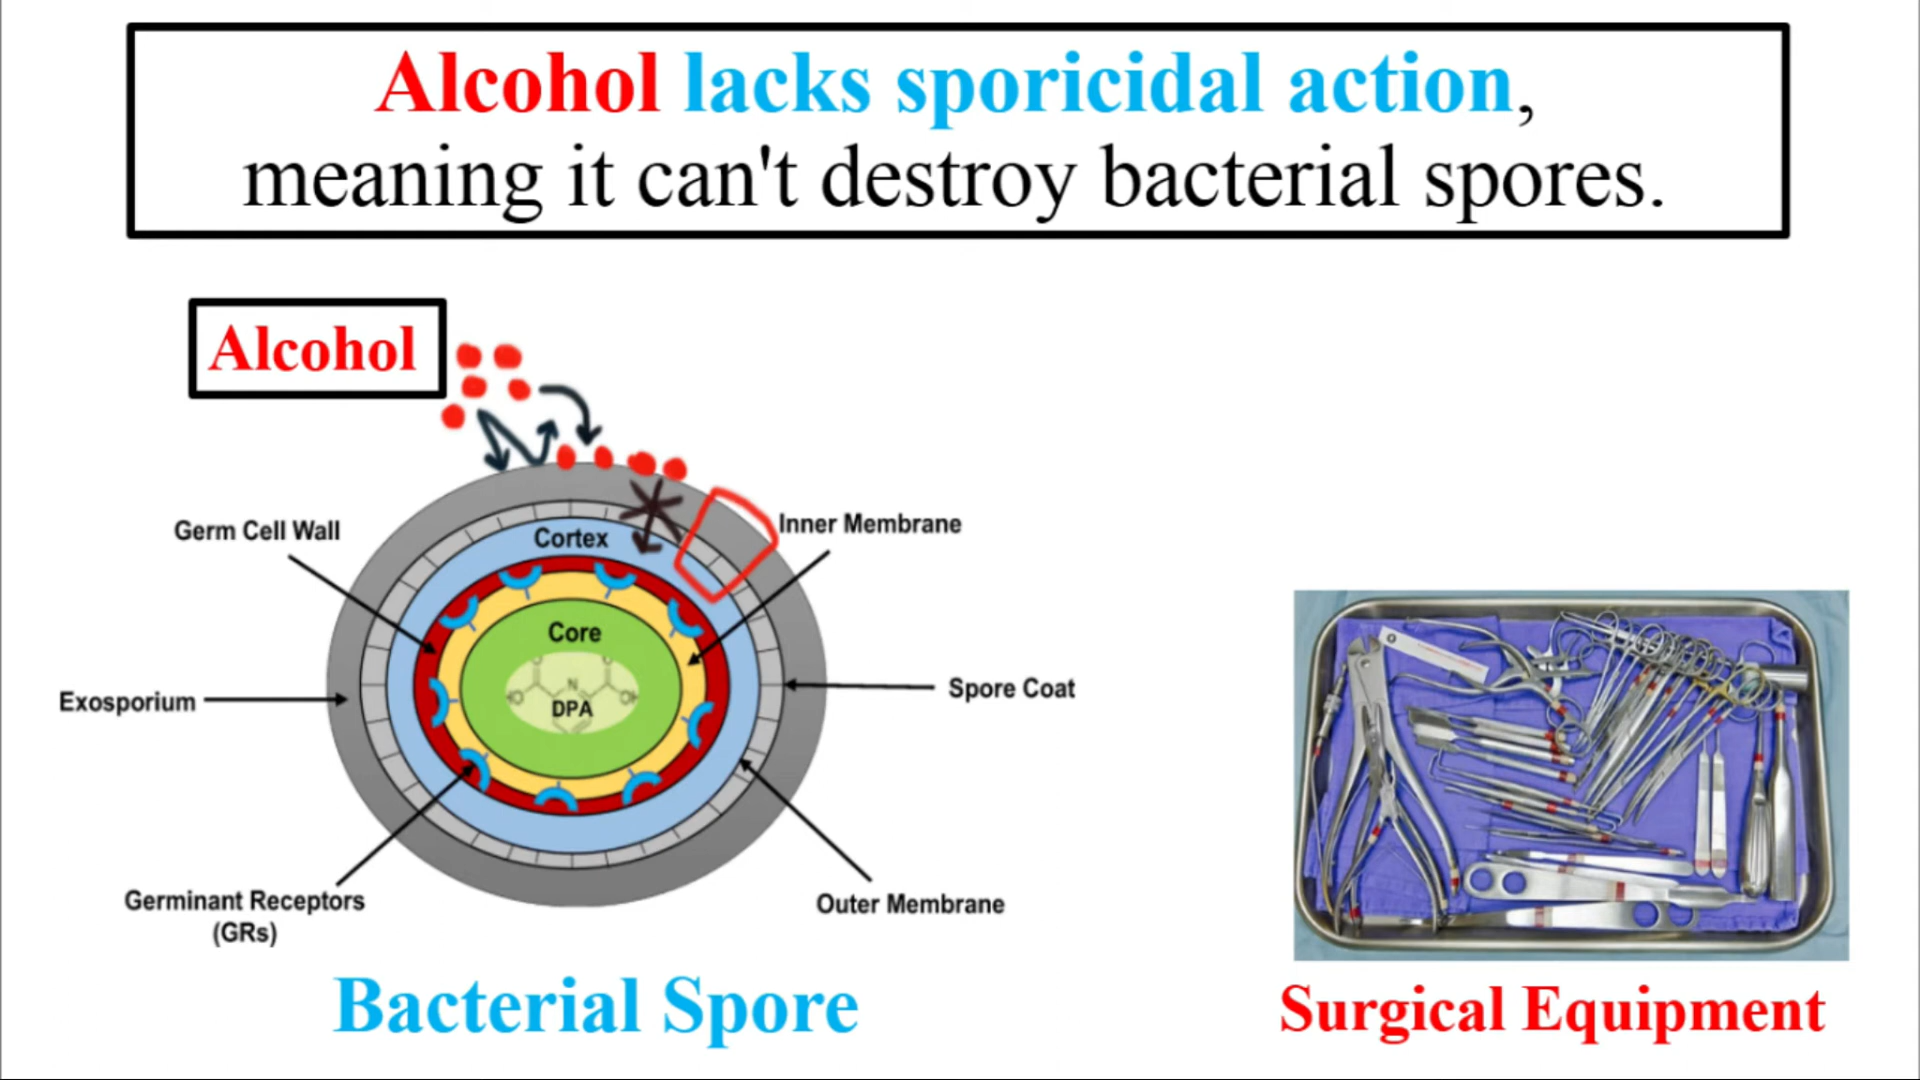 Alcohol lacks sporicidal action,
meaning it can't destroy bacterial spores.
Alcohol
Germ Cell Wall
Cortex
Inner Membrane
Core
N
DPA
Exosporium
Spore Coat
Germinant Receptors
(GRs)
Outer Membrane
Bacterial Spore
Surgical Equipment